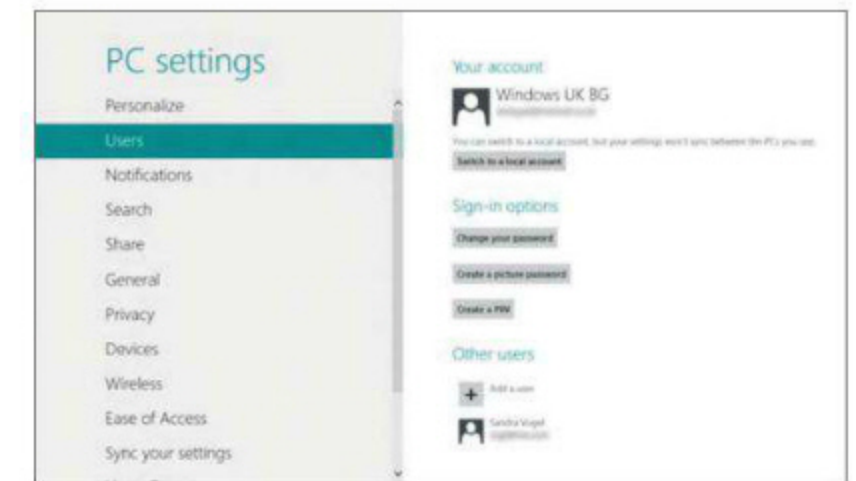 PC settings
Personalize
Users
Notifications
Search
Share
General
Privacy
Devices
Wireless
Ease of Access
Sync your settings
Your account
Windows UK BG
You can switch to a local account, but your settings won't sync between the PCs you use.
Switch to a local account
Sign-in options
Change your password
Create a picture password
Create a PIN
Other users
Add a user
Sandra Vogel